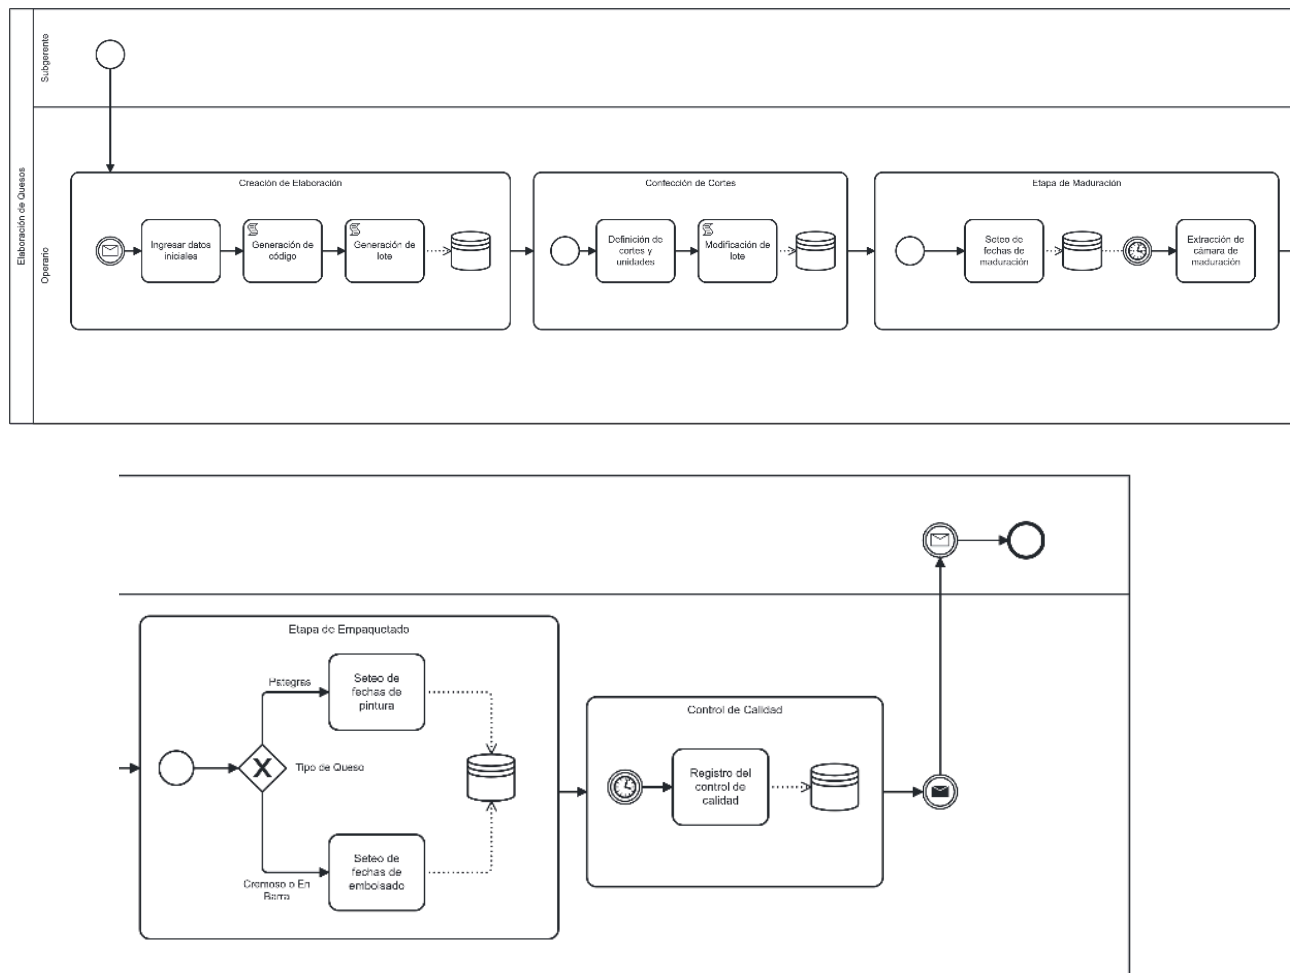 Elaboración de Quesos
Subgerente
Operario
Creación de Elaboración
Ingresar datos
iniciales
Generación de
código
Generación de
lote
Confección de Cortes
Definición de
cortes y
unidades
Modificación de
lote
Etapa de Maduración
Seteo de
fechas de
maduración
Extracción de
cámara de
maduración
Etapa de Empaquetado
Pategras
Seteo de
fechas de
pintura
Tipo de Queso
Cremoso o En
Barra
Seteo de
fechas de
embolsado
Control de Calidad
Registro del
control de
calidad